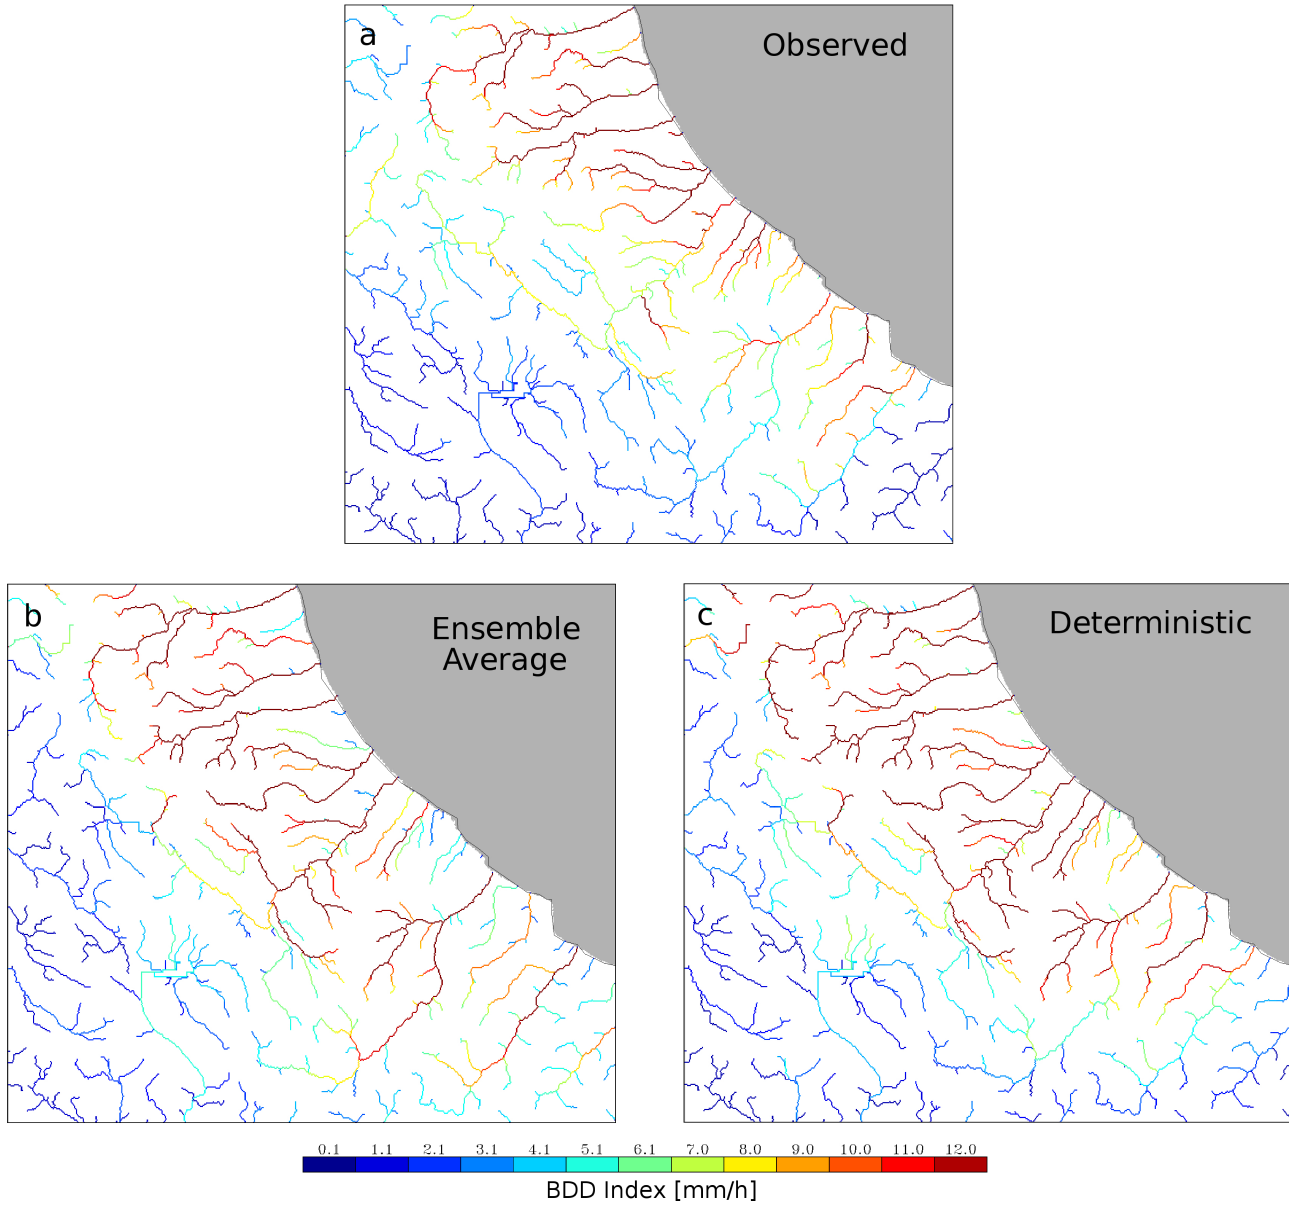 a
Observed
b
Ensemble
Average
c
Deterministic
0.1 1.1 2.1 3.1 4.1 5.1 6.1 7.0 8.0 9.0 10.0 11.0 12.0
BDD Index [mm/h]